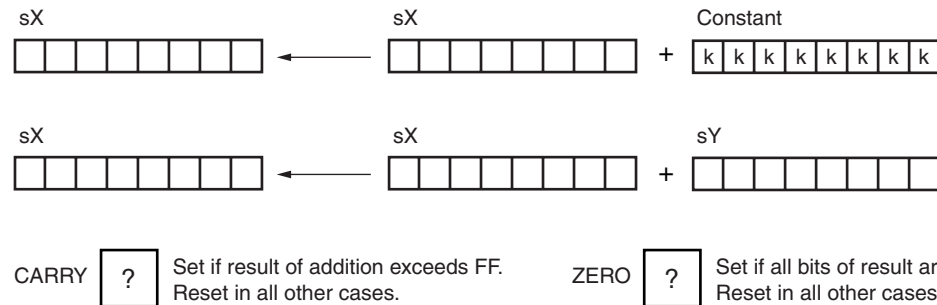 sX sX Constant
+ k k k k k k k k
sX sX sY
+
CARRY ? Set if result of addition exceeds FF. ZERO ? Set if all bits of result
Reset in all other cases. Reset in all other cases